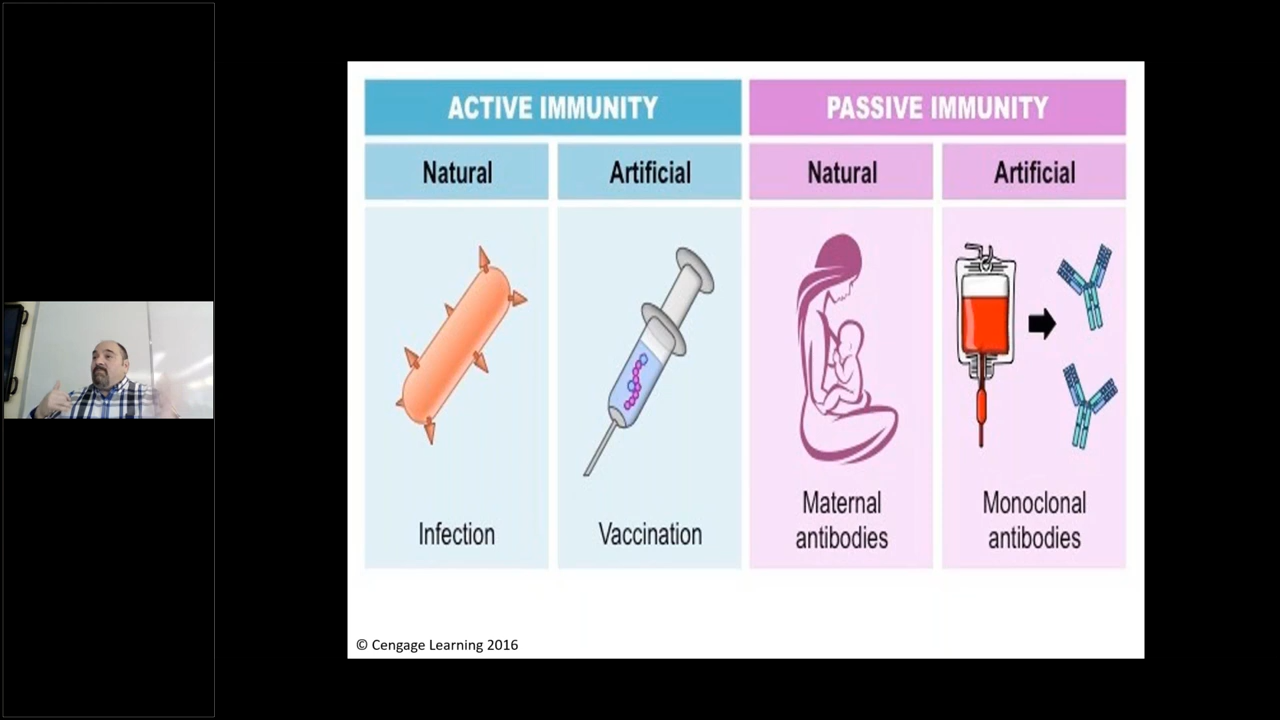 ACTIVE IMMUNITY
PASSIVE IMMUNITY
Natural
Artificial
Natural
Artificial
Infection
Vaccination
Maternal
antibodies
Monoclonal
antibodies
© Cengage Learning 2016